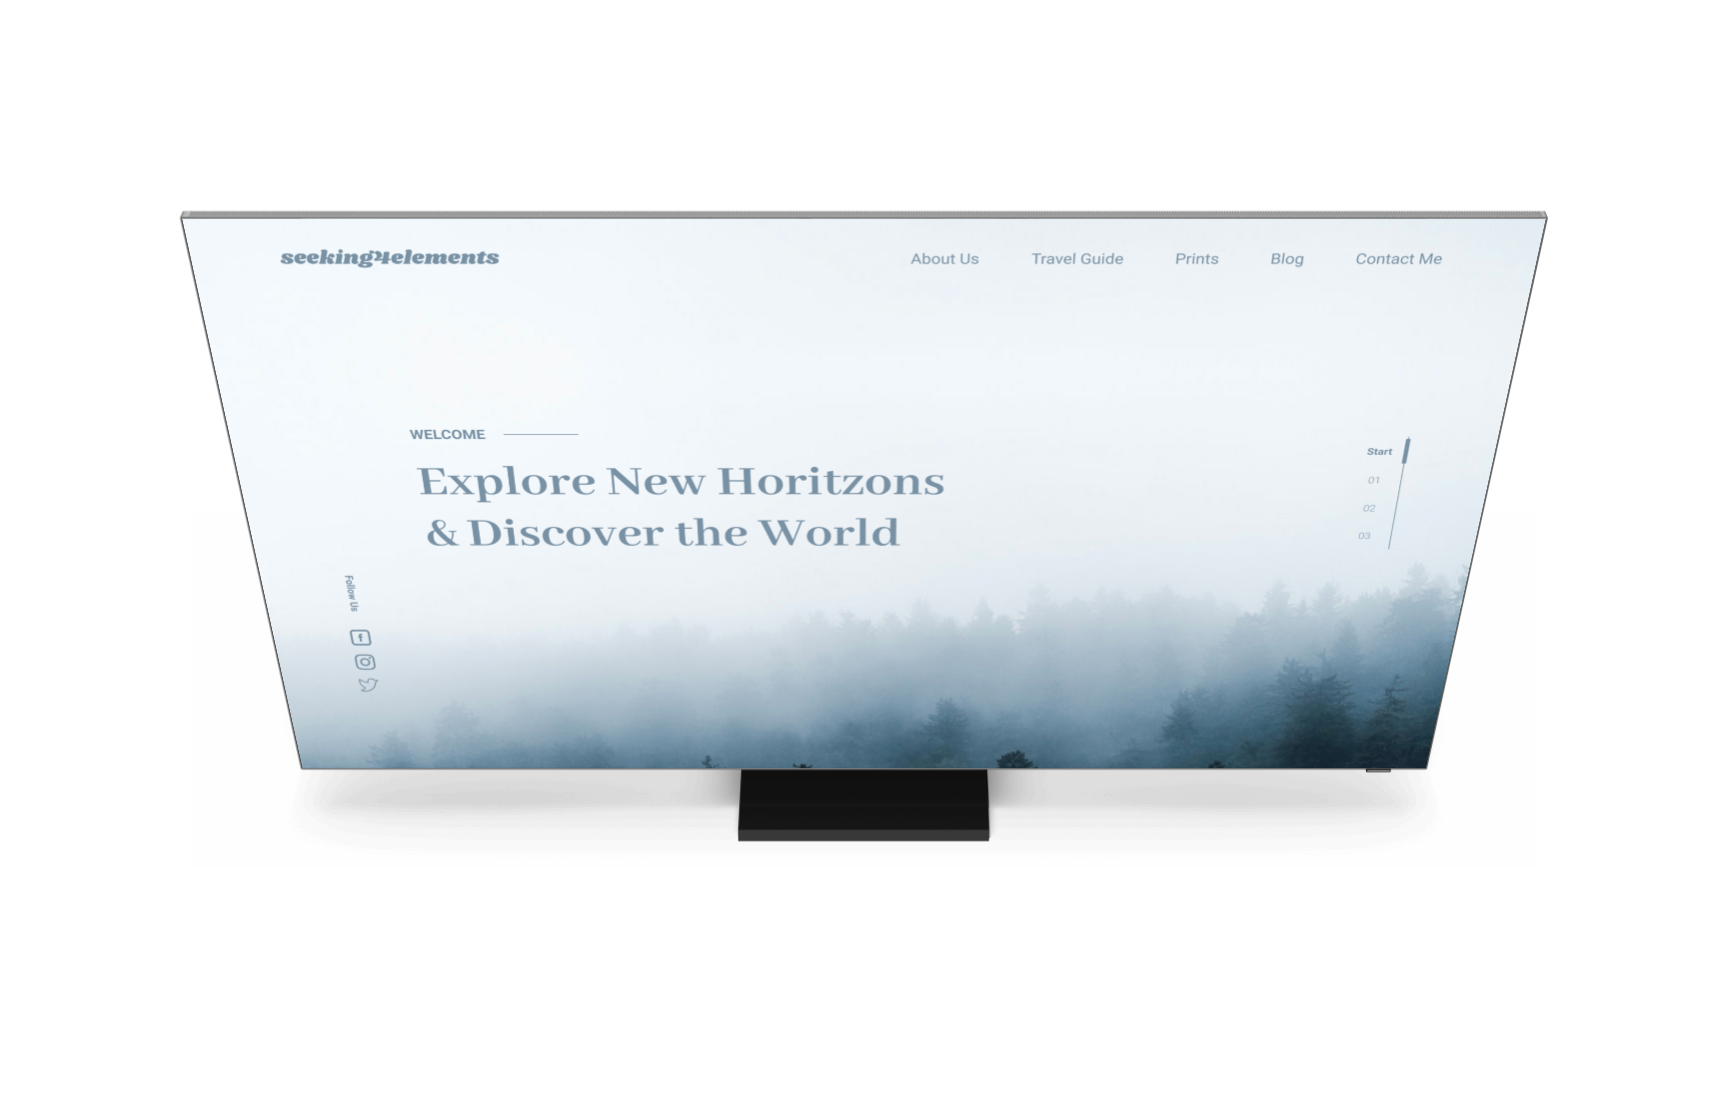 seeking4elements
About Us Travel Guide Prints Blog Contact Me
WELCOME
Explore New Horitzons
& Discover the World
Start
01
02
03
Follow Us